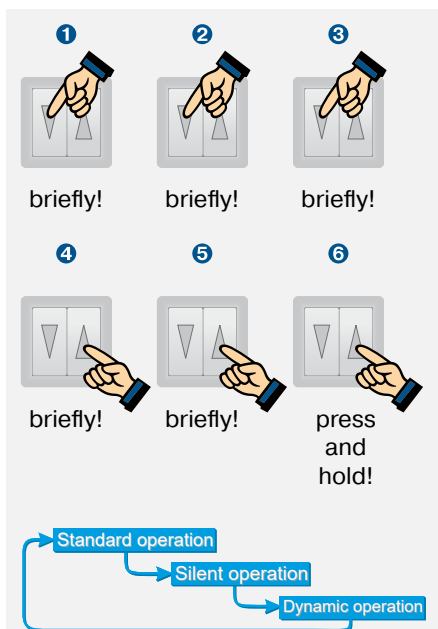 1 2 3
briefly! briefly! briefly!
4 5 6
briefly! briefly! press
and
hold!
Standard operation
Silent operation
Dynamic operation